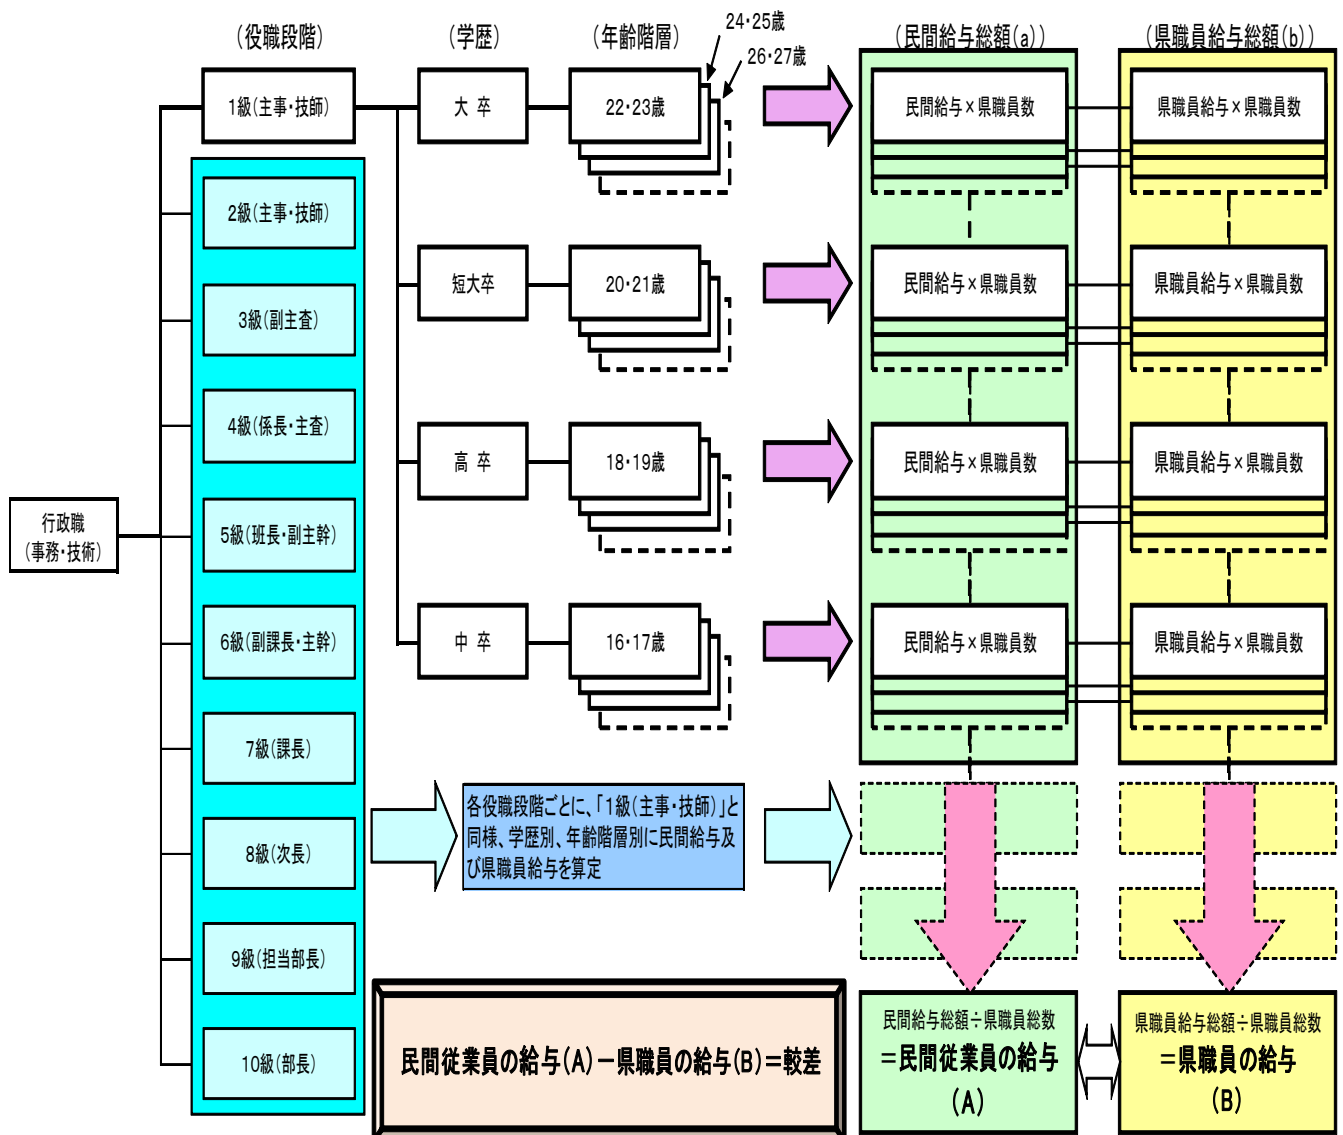 (役職段階)
(学歴)
(年齢階層)
24・25歳
26・27歳
(民間給与総額(a))
(県職員給与総額(b))
1級(主事・技師)
大 卒
22・23歳
民間給与×県職員数
県職員給与×県職員数
2級(主事・技師)
短大卒
20・21歳
民間給与×県職員数
県職員給与×県職員数
3級(副主査)
4級(係長・主査)
高 卒
18・19歳
民間給与×県職員数
県職員給与×県職員数
行政職
(事務・技術)
5級(班長・副主幹)
6級(副課長・主幹)
中 卒
16・17歳
民間給与×県職員数
県職員給与×県職員数
7級(課長)
8級(次長)
各役職段階ごとに、「1級(主事・技師)」と
同様、学歴別、年齢階層別に民間給与及
び県職員給与を算定
9級(担当部長)
10級(部長)
民間従業員の給与(A)－県職員の給与(B)＝較差
民間給与総額÷県職員総数
＝民間従業員の給与
(A)
県職員給与総額÷県職員総数
＝県職員の給与
(B)